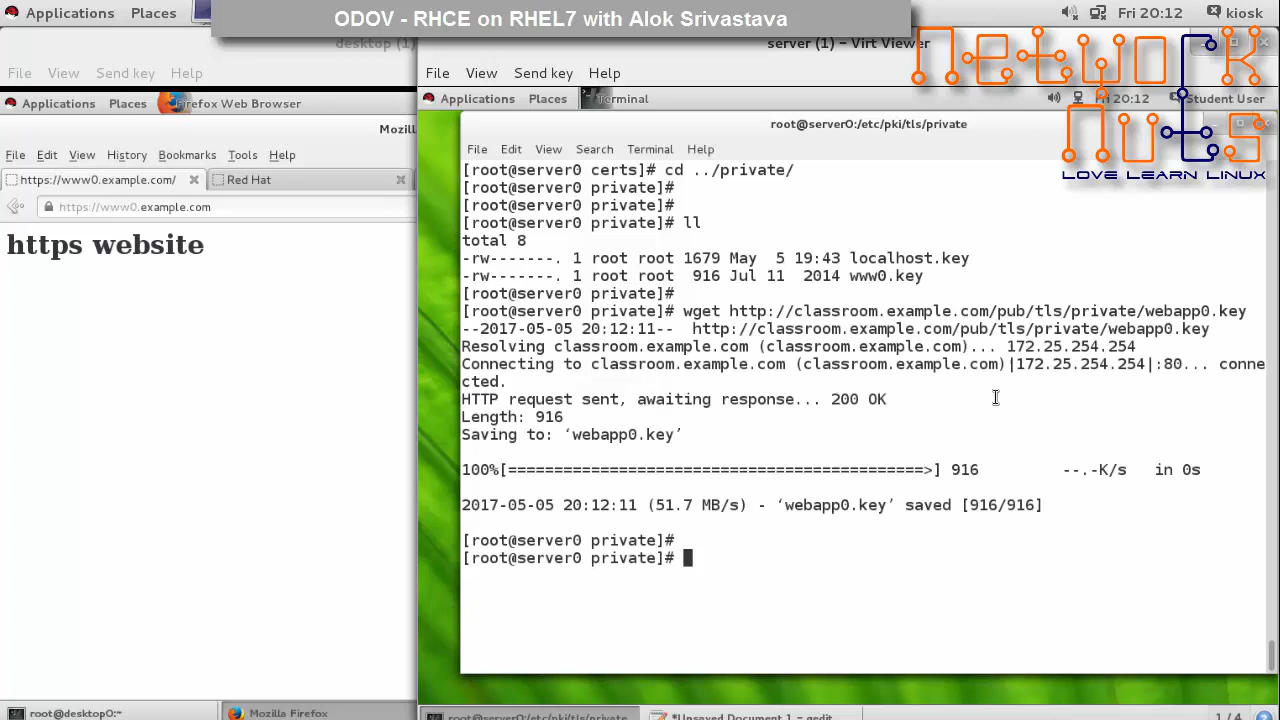 ODOV - RHCE on RHEL7 with Alok Srivastava
Applications Places
Fri 20:12 kiosk
desktop (1)
File View Send key Help
Applications Places Firefox Web Browser
Mozil
File Edit View History Bookmarks Tools Help
https://www0.example.com/ Red Hat
https://www0.example.com
https website
root@desktop0:~ Mozilla Firefox
server (1) – Virt Viewer
File View Send key Help
Applications Places Terminal
Fri 20:12 Student User
root@server0:/etc/pki/tls/private
File Edit View Search Terminal Help
[root@server0 certs]# cd ../private/
[root@server0 private]#
[root@server0 private]#
[root@server0 private]# ll
total 8
-rw-------. 1 root root 1679 May  5 19:43 localhost.key
-rw-------. 1 root root  916 Jul 11  2014 www0.key
[root@server0 private]#
[root@server0 private]# wget http://classroom.example.com/pub/tls/private/webapp0.key
--2017-05-05 20:12:11--  http://classroom.example.com/pub/tls/private/webapp0.key
Resolving classroom.example.com (classroom.example.com)... 172.25.254.254
Connecting to classroom.example.com (classroom.example.com)|172.25.254.254|:80... conne
cted.
HTTP request sent, awaiting response... 200 OK
Length: 916
Saving to: ‘webapp0.key’
100%[=============================================>] 916         --.-K/s   in 0s
2017-05-05 20:12:11 (51.7 MB/s) - ‘webapp0.key’ saved [916/916]
[root@server0 private]#
[root@server0 private]#
root@server0:/etc/pki/tls/private *Unsaved Document 1 – gedit 1 / 4
NETWORK
NUTS
LOVE LEARN LINUX